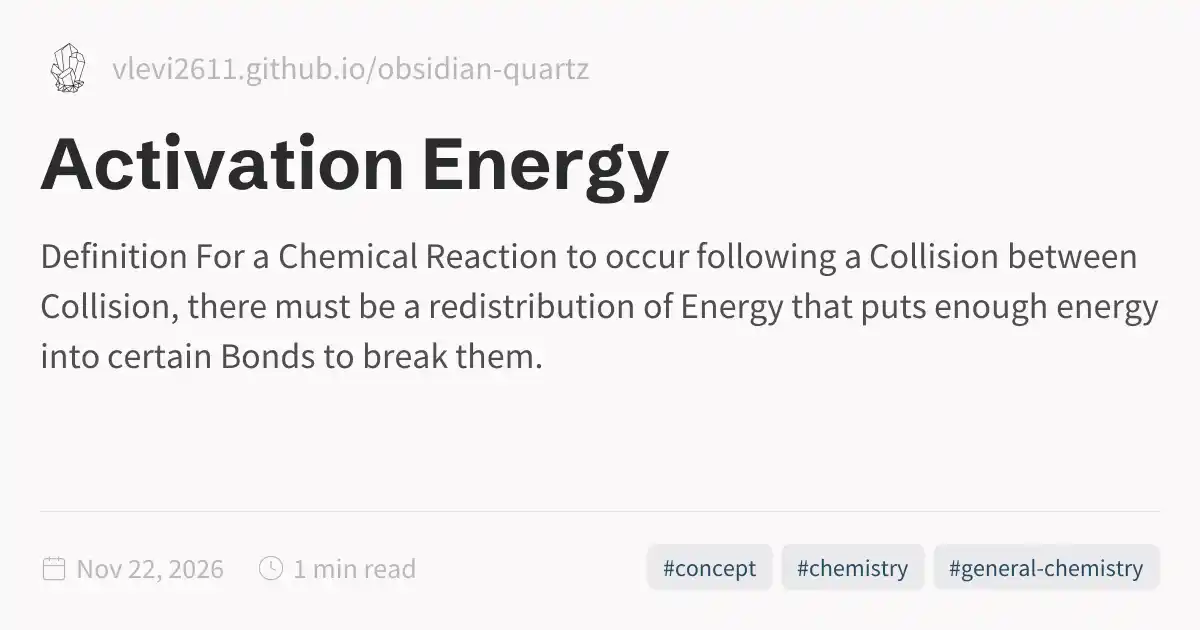 vlevi2611.github.io/obsidian-quartz
Activation Energy
Definition For a Chemical Reaction to occur following a Collision between
Collision, there must be a redistribution of Energy that puts enough energy
into certain Bonds to break them.
Nov 22, 2026 1 min read #concept #chemistry #general-chemistry